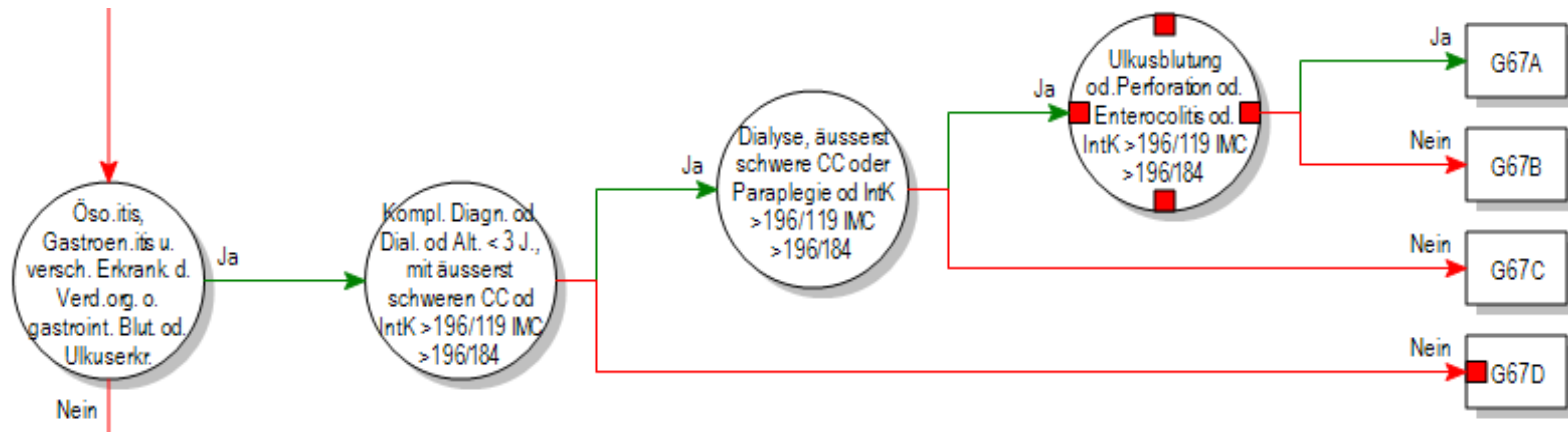 Öso.itis,
Gastroen.itis u.
versch. Erkrank. d.
Verd.org. o.
gastroint. Blut. od.
Ulkuserkr.
Ja
Nein
Kompl. Diagn. od.
Dial. od Alt. < 3 J.,
mit äusserst
schweren CC od
IntK >196/119 IMC
>196/184
Ja
Dialyse, äusserst
schwere CC oder
Paraplegie od IntK
>196/119 IMC
>196/184
Ja
Ulkusblutung
od.Perforation od.
Enterocolitis od.
IntK >196/119 IMC
>196/184
Ja
G67A
Nein
G67B
Nein
G67C
Nein
G67D